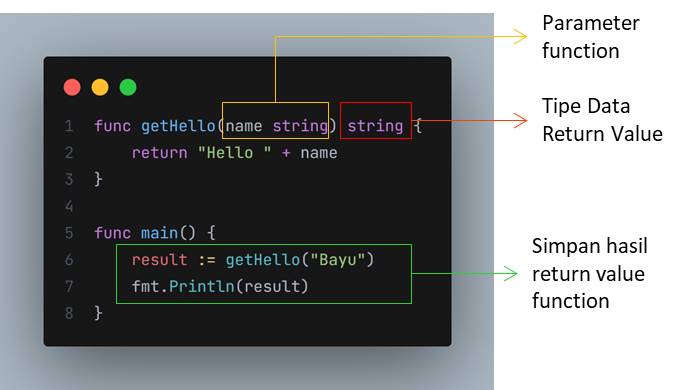 Parameter
function
Tipe Data
Return Value
1 func getHello(name string) string {
2 return "Hello " + name
3 }
4
5 func main() {
6 result := getHello("Bayu")
7 fmt.Println(result)
8 }
Simpan hasil
return value
function